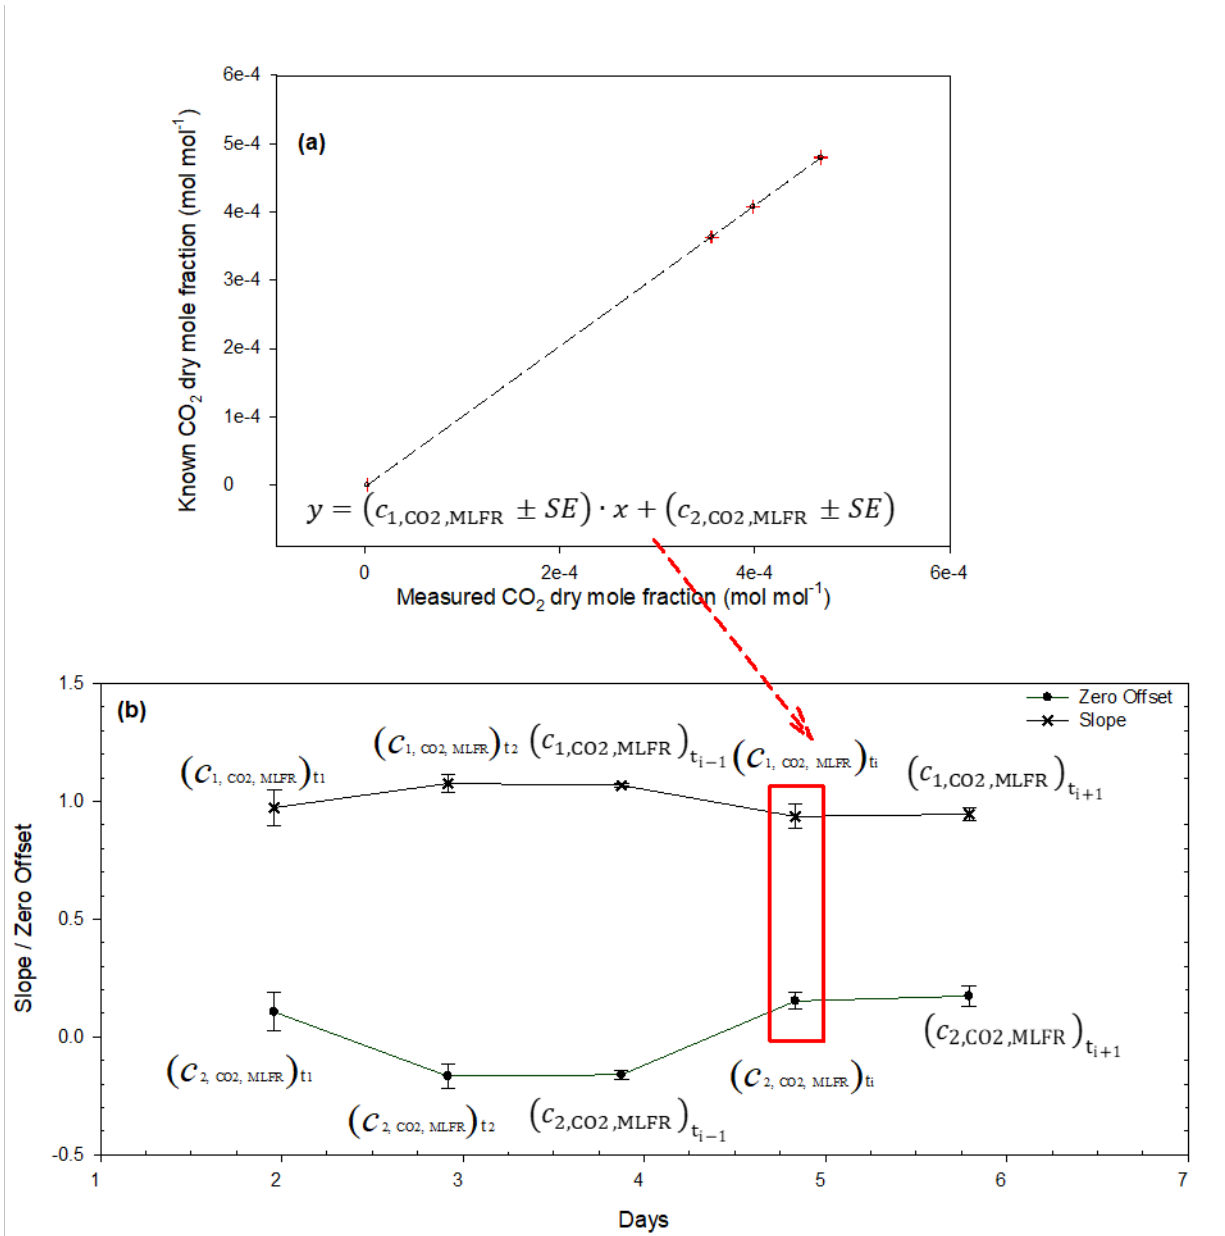 6e-4
(a)
5e-4
4e-4
3e-4
2e-4
1e-4
0
Known CO₂ dry mole fraction (mol mol⁻¹)
y = (c₁,CO2,MLFR ± SE) · x + (c₂,CO2,MLFR ± SE)
0 2e-4 4e-4 6e-4
Measured CO₂ dry mole fraction (mol mol⁻¹)
1.5
(b)
Zero Offset
Slope
(C1, CO2, MLFR)t1
(C1, CO2, MLFR)t2
(c1,CO2,MLFR)ti−1
(C1, CO2, MLFR)ti
(c1,CO2,MLFR)ti+1
1.0
0.5
0.0
-0.5
Slope / Zero Offset
(C2, CO2, MLFR)t1
(C2, CO2, MLFR)t2
(c2,CO2,MLFR)ti−1
(C2, CO2, MLFR)ti
(c2,CO2,MLFR)ti+1
1 2 3 4 5 6 7
Days